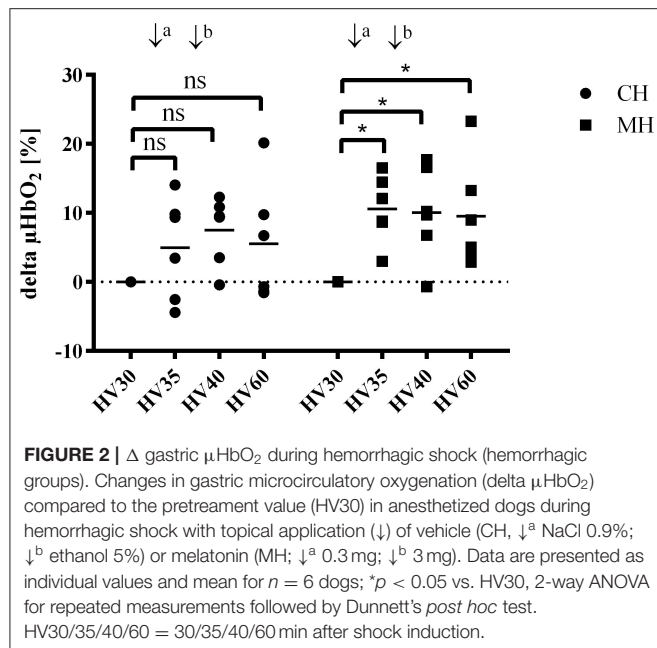 ↓a ↓b ↓a ↓b
30
20
10
0
-10
delta µHbO2 [%]
ns
ns
ns
*
*
*
CH
MH
HV30
HV35
HV40
HV60
HV30
HV35
HV40
HV60
FIGURE 2 | Δ gastric µHbO2 during hemorrhagic shock (hemorrhagic
groups). Changes in gastric microcirculatory oxygenation (delta µHbO2)
compared to the pretreament value (HV30) in anesthetized dogs during
hemorrhagic shock with topical application (↓) of vehicle (CH, ↓a NaCl 0.9%;
↓b ethanol 5%) or melatonin (MH; ↓a 0.3 mg; ↓b 3 mg). Data are presented as
individual values and mean for n = 6 dogs; *p < 0.05 vs. HV30, 2-way ANOVA
for repeated measurements followed by Dunnett's post hoc test.
HV30/35/40/60 = 30/35/40/60 min after shock induction.